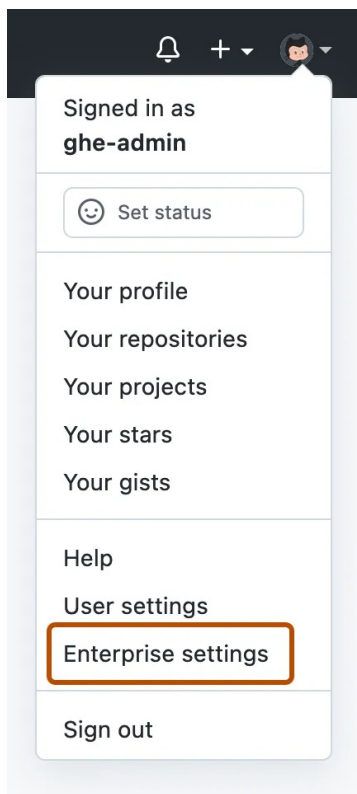 Signed in as
ghe-admin
Set status
Your profile
Your repositories
Your projects
Your stars
Your gists
Help
User settings
Enterprise settings
Sign out